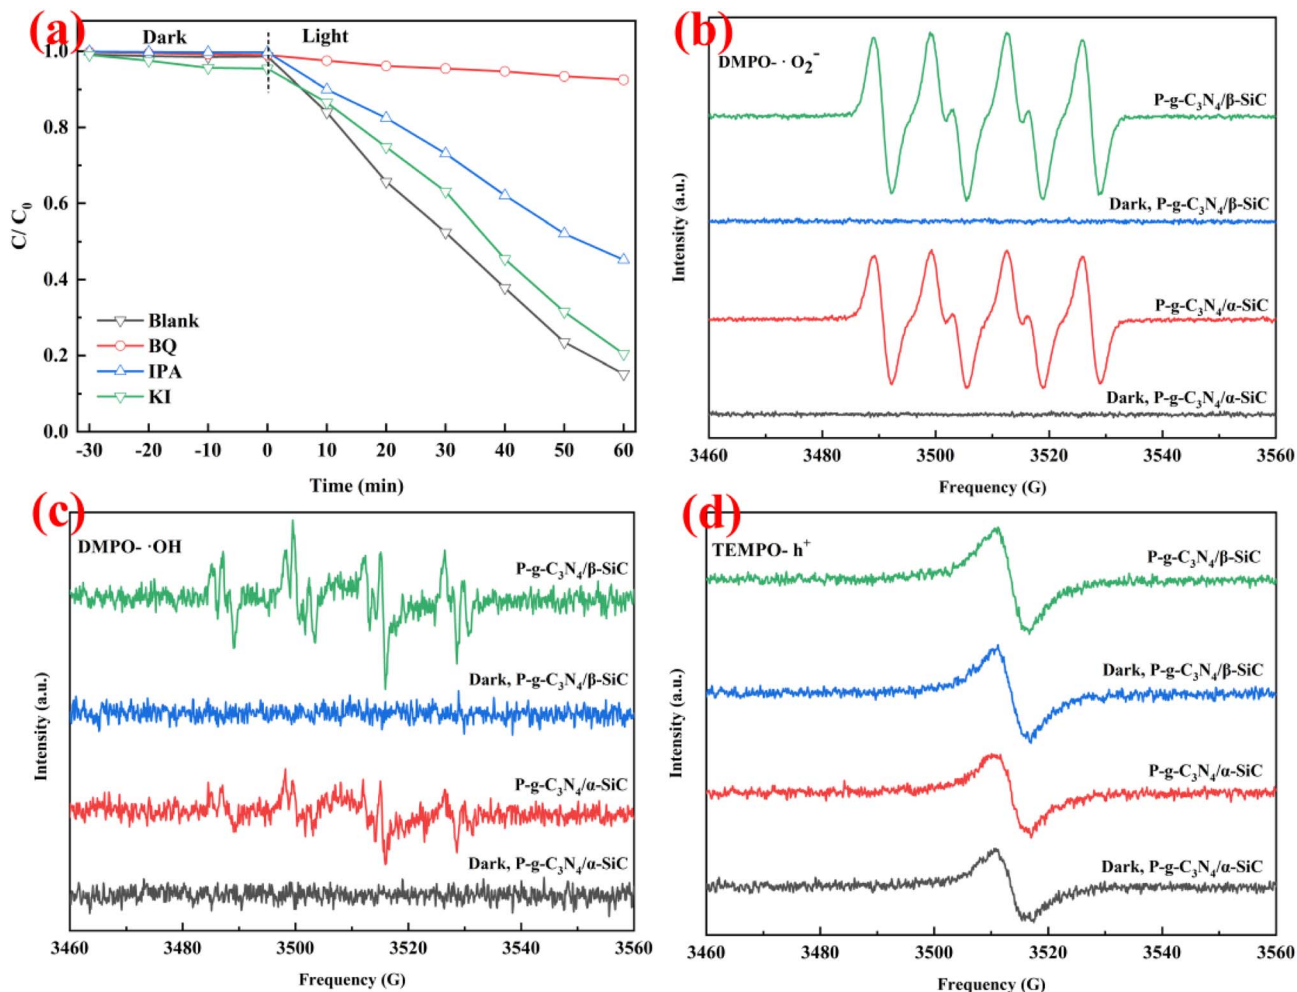 (a)
Dark
Light
1.0
0.8
0.6
0.4
0.2
0.0
C/ C₀
Blank
BQ
IPA
KI
-30 -20 -10 0 10 20 30 40 50 60
Time (min)
(b)
DMPO- · O₂⁻
P-g-C₃N₄/β-SiC
Dark, P-g-C₃N₄/β-SiC
P-g-C₃N₄/α-SiC
Dark, P-g-C₃N₄/α-SiC
Intensity (a.u.)
3460 3480 3500 3520 3540 3560
Frequency (G)
(c)
DMPO- ·OH
P-g-C₃N₄/β-SiC
Dark, P-g-C₃N₄/β-SiC
P-g-C₃N₄/α-SiC
Dark, P-g-C₃N₄/α-SiC
Intensity (a.u.)
3460 3480 3500 3520 3540 3560
Frequency (G)
(d)
TEMPO- h⁺
P-g-C₃N₄/β-SiC
Dark, P-g-C₃N₄/β-SiC
P-g-C₃N₄/α-SiC
Dark, P-g-C₃N₄/α-SiC
Intensity (a.u.)
3460 3480 3500 3520 3540 3560
Frequency (G)